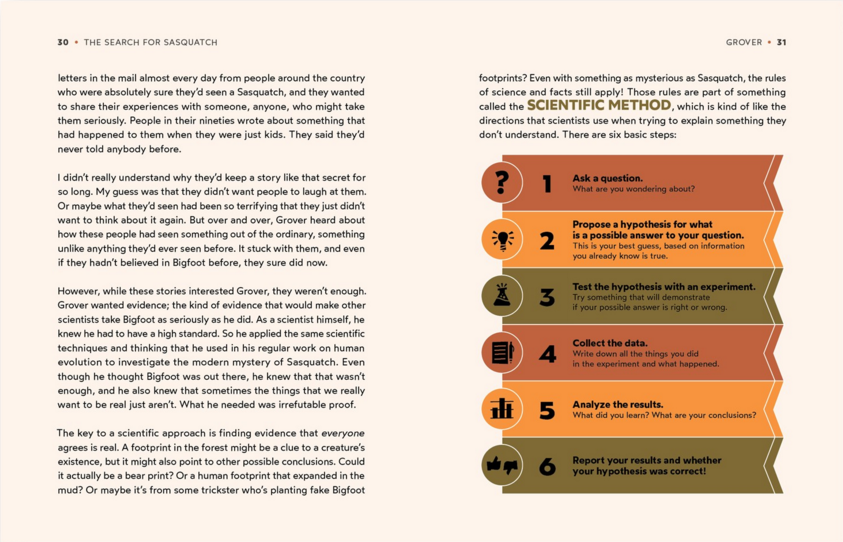 30 • THE SEARCH FOR SASQUATCH
letters in the mail almost every day from people around the country
who were absolutely sure they’d seen a Sasquatch, and they wanted
to share their experiences with someone, anyone, who might take
them seriously. People in their nineties wrote about something that
had happened to them when they were just kids. They said they’d
never told anybody before.
I didn’t really understand why they’d keep a story like that secret for
so long. My guess was that they didn’t want people to laugh at them.
Or maybe what they’d seen had been so terrifying that they just didn’t
want to think about it again. But over and over, Grover heard about
how these people had seen something out of the ordinary, something
unlike anything they’d ever seen before. It stuck with them, and even
if they hadn’t believed in Bigfoot before, they sure did now.
However, while these stories interested Grover, they weren’t enough.
Grover wanted evidence; the kind of evidence that would make other
scientists take Bigfoot as seriously as he did. As a scientist himself, he
knew he had to have a high standard. So he applied the same scientific
techniques and thinking that he used in his regular work on human
evolution to investigate the modern mystery of Sasquatch. Even
though he thought Bigfoot was out there, he knew that that wasn’t
enough, and he also knew that sometimes the things that we really
want to be real just aren’t. What he needed was irrefutable proof.
The key to a scientific approach is finding evidence that everyone
agrees is real. A footprint in the forest might be a clue to a creature’s
existence, but it might also point to other possible conclusions. Could
it actually be a bear print? Or a human footprint that expanded in the
mud? Or maybe it’s from some trickster who’s planting fake Bigfoot
GROVER • 31
footprints? Even with something as mysterious as Sasquatch, the rules
of science and facts still apply! Those rules are part of something
called the SCIENTIFIC METHOD, which is kind of like the
directions that scientists use when trying to explain something they
don’t understand. There are six basic steps:
? 1 Ask a question.
What are you wondering about?
2 Propose a hypothesis for what
is a possible answer to your question.
This is your best guess, based on information
you already know is true.
3 Test the hypothesis with an experiment.
Try something that will demonstrate
if your possible answer is right or wrong.
4 Collect the data.
Write down all the things you did
in the experiment and what happened.
5 Analyze the results.
What did you learn? What are your conclusions?
6 Report your results and whether
your hypothesis was correct!